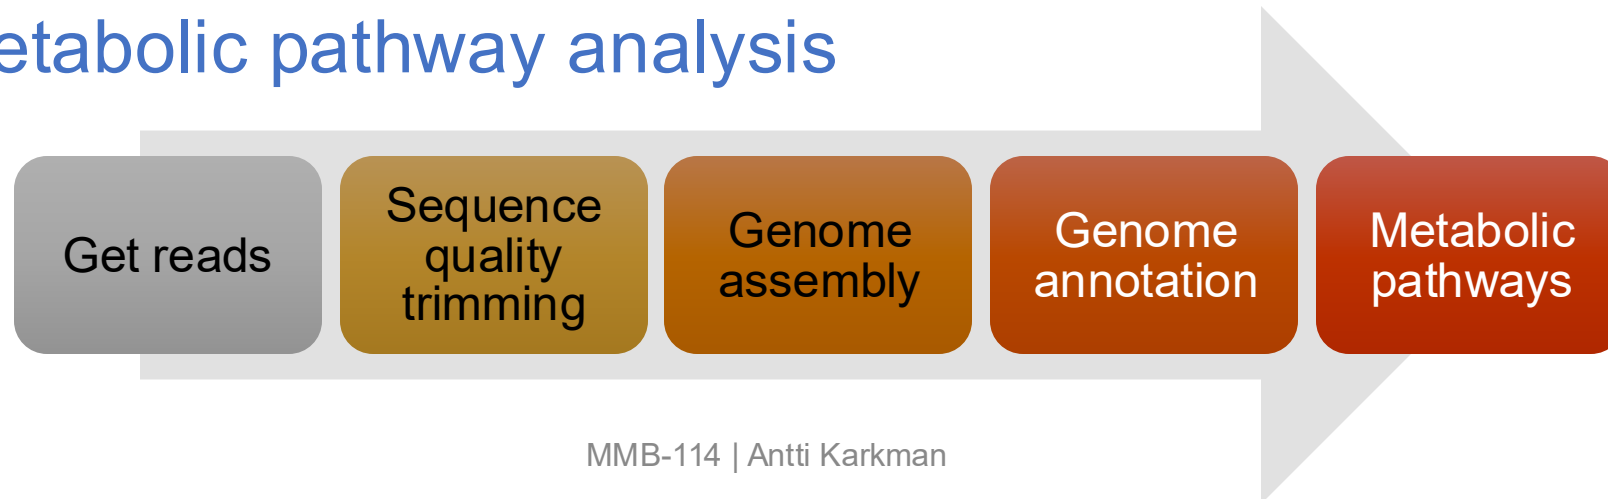 etabolic pathway analysis
Get reads
Sequence
quality
trimming
Genome
assembly
Genome
annotation
Metabolic
pathways
MMB-114 | Antti Karkman